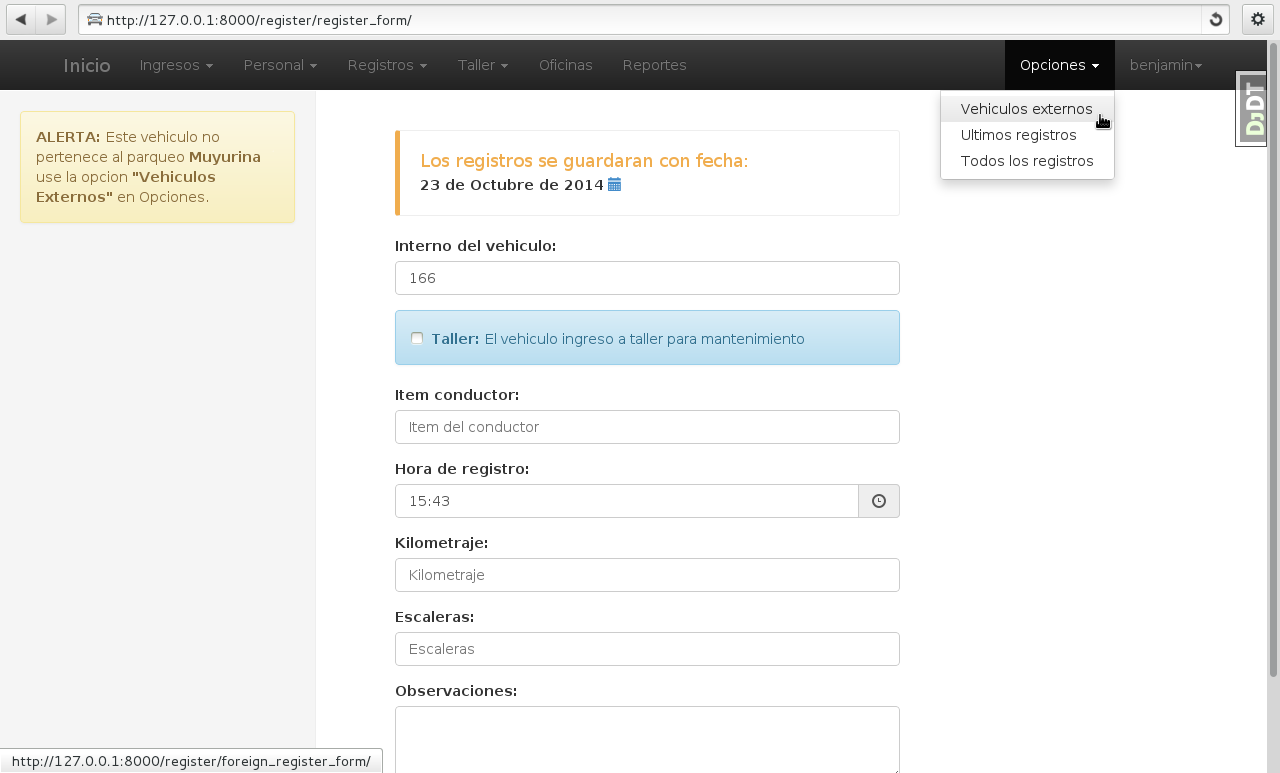 http://127.0.0.1:8000/register/register_form/
Inicio Ingresos Personal Registros Taller Oficinas Reportes Opciones benjamin
Vehiculos externos
Ultimos registros
Todos los registros
DJDT
ALERTA: Este vehiculo no
pertenece al parqueo Muyurina
use la opcion "Vehiculos
Externos" en Opciones.
Los registros se guardaran con fecha:
23 de Octubre de 2014
Interno del vehiculo:
166
Taller: El vehiculo ingreso a taller para mantenimiento
Item conductor:
Item del conductor
Hora de registro:
15:43
Kilometraje:
Kilometraje
Escaleras:
Escaleras
Observaciones:
http://127.0.0.1:8000/register/foreign_register_form/